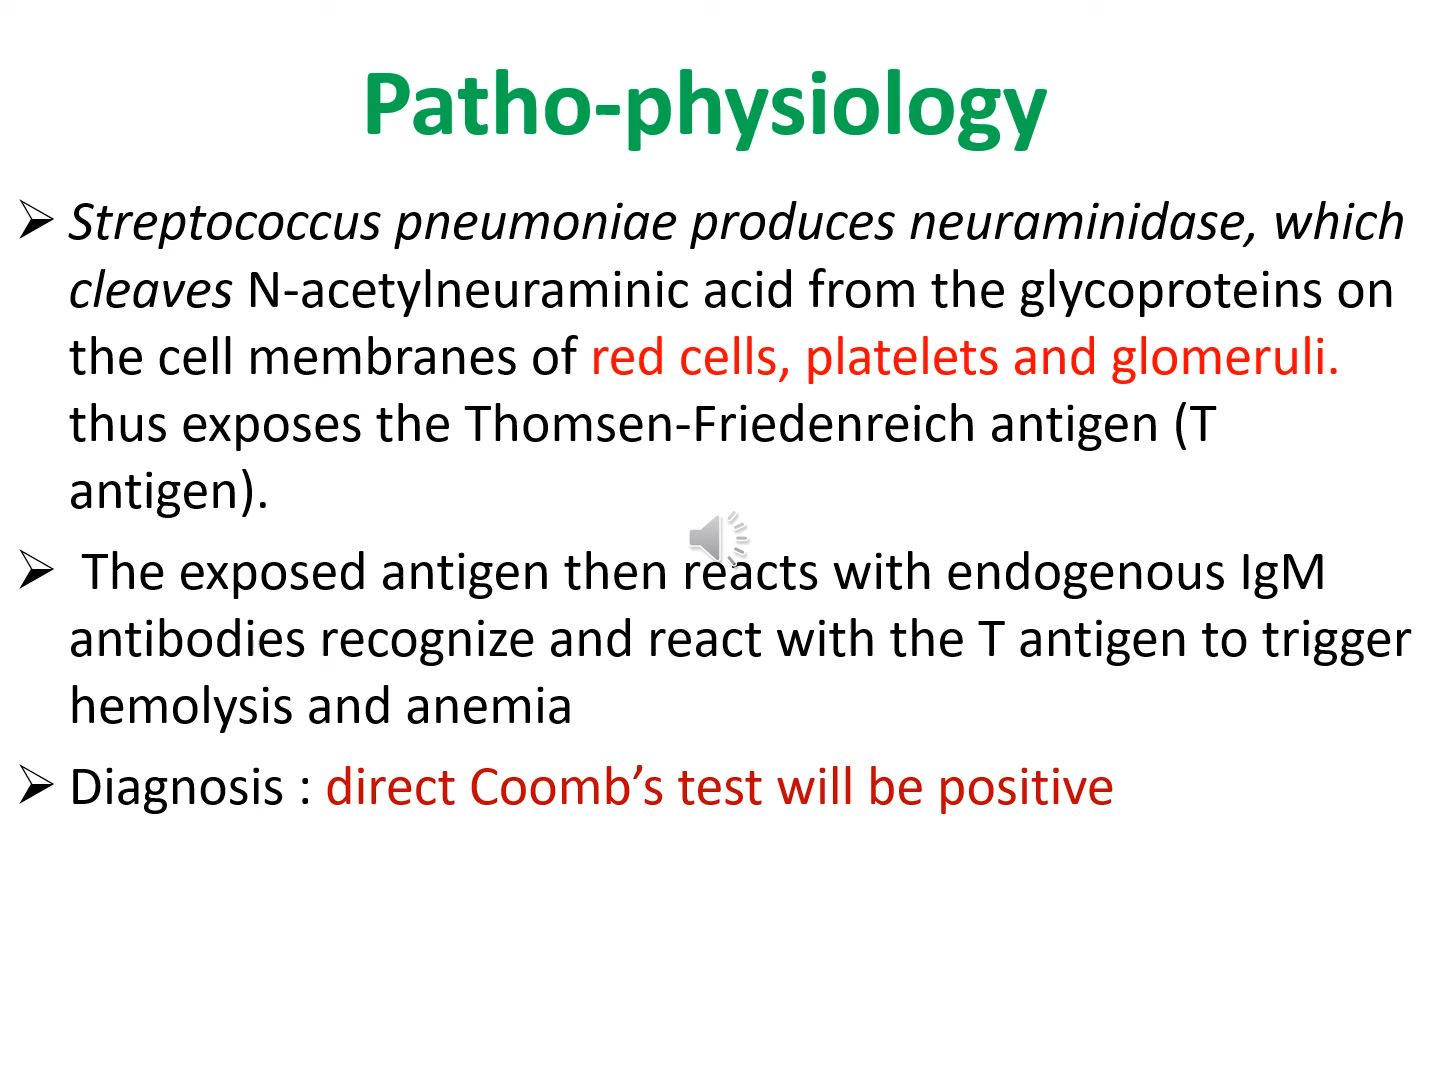 Patho-physiology
➢ Streptococcus pneumoniae produces neuraminidase, which
cleaves N-acetylneuraminic acid from the glycoproteins on
the cell membranes of red cells, platelets and glomeruli.
thus exposes the Thomsen-Friedenreich antigen (T
antigen).
➢ The exposed antigen then reacts with endogenous IgM
antibodies recognize and react with the T antigen to trigger
hemolysis and anemia
➢ Diagnosis : direct Coomb’s test will be positive